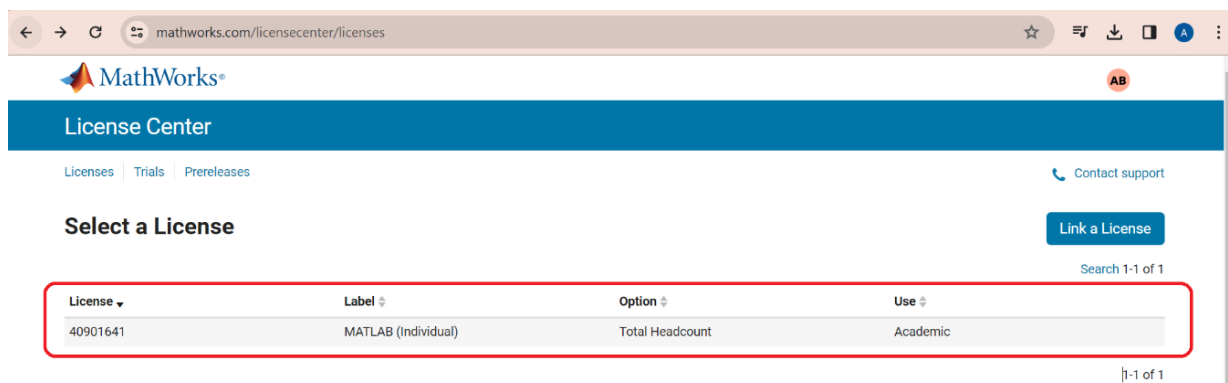 mathworks.com/licensecenter/licenses
A
MathWorks®
AB
License Center
Licenses Trials Prereleases
Contact support
Select a License
Link a License
Search 1-1 of 1
License Label Option Use
40901641 MATLAB (Individual) Total Headcount Academic
1-1 of 1